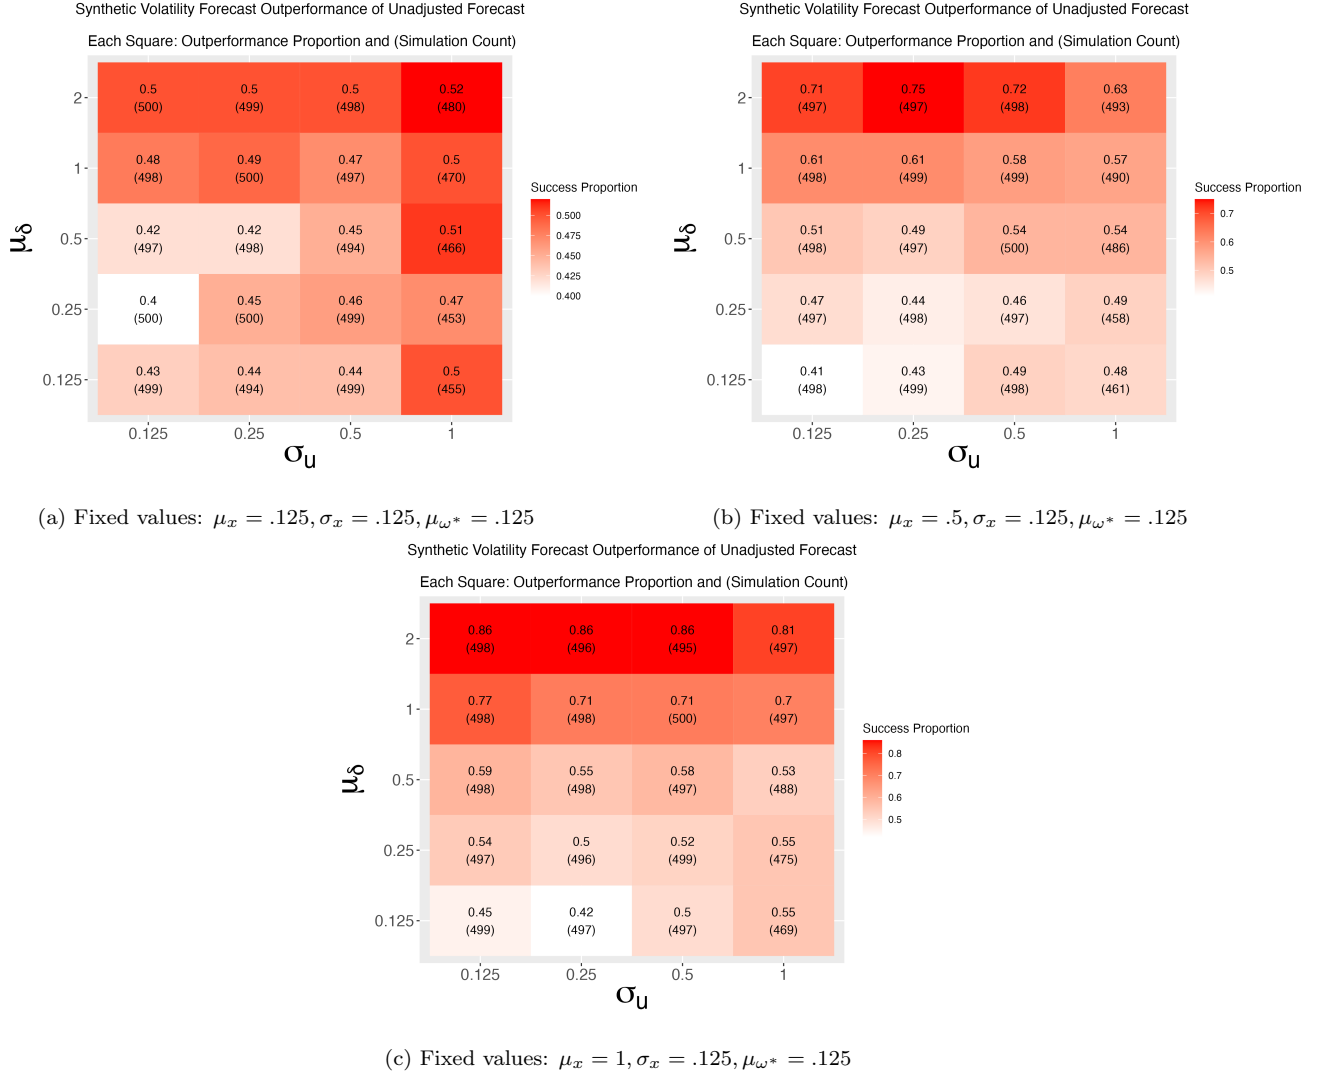 Synthetic Volatility Forecast Outperformance of Unadjusted Forecast
Each Square: Outperformance Proportion and (Simulation Count)
μδ
2
0.5 0.5 0.5 0.52
(500) (499) (498) (480)
1
0.48 0.49 0.47 0.5
(498) (500) (497) (470)
0.5
0.42 0.42 0.45 0.51
(497) (498) (494) (466)
0.25
0.4 0.45 0.46 0.47
(500) (500) (499) (453)
0.125
0.43 0.44 0.44 0.5
(499) (494) (499) (455)
0.125 0.25 0.5 1
σu
Success Proportion
0.500
0.475
0.450
0.425
0.400
(a) Fixed values: μx = .125, σx = .125, μω* = .125
Synthetic Volatility Forecast Outperformance of Unadjusted Forecast
Each Square: Outperformance Proportion and (Simulation Count)
μδ
2
0.71 0.75 0.72 0.63
(497) (497) (498) (493)
1
0.61 0.61 0.58 0.57
(498) (499) (499) (490)
0.5
0.51 0.49 0.54 0.54
(498) (497) (500) (486)
0.25
0.47 0.44 0.46 0.49
(497) (498) (497) (458)
0.125
0.41 0.43 0.49 0.48
(498) (499) (498) (461)
0.125 0.25 0.5 1
σu
Success Proportion
0.7
0.6
0.5
(b) Fixed values: μx = .5, σx = .125, μω* = .125
Synthetic Volatility Forecast Outperformance of Unadjusted Forecast
Each Square: Outperformance Proportion and (Simulation Count)
μδ
2
0.86 0.86 0.86 0.81
(498) (496) (495) (497)
1
0.77 0.71 0.71 0.7
(498) (498) (500) (497)
0.5
0.59 0.55 0.58 0.53
(498) (498) (497) (488)
0.25
0.54 0.5 0.52 0.55
(497) (496) (499) (475)
0.125
0.45 0.42 0.5 0.55
(499) (497) (497) (469)
0.125 0.25 0.5 1
σu
Success Proportion
0.8
0.7
0.6
0.5
(c) Fixed values: μx = 1, σx = .125, μω* = .125